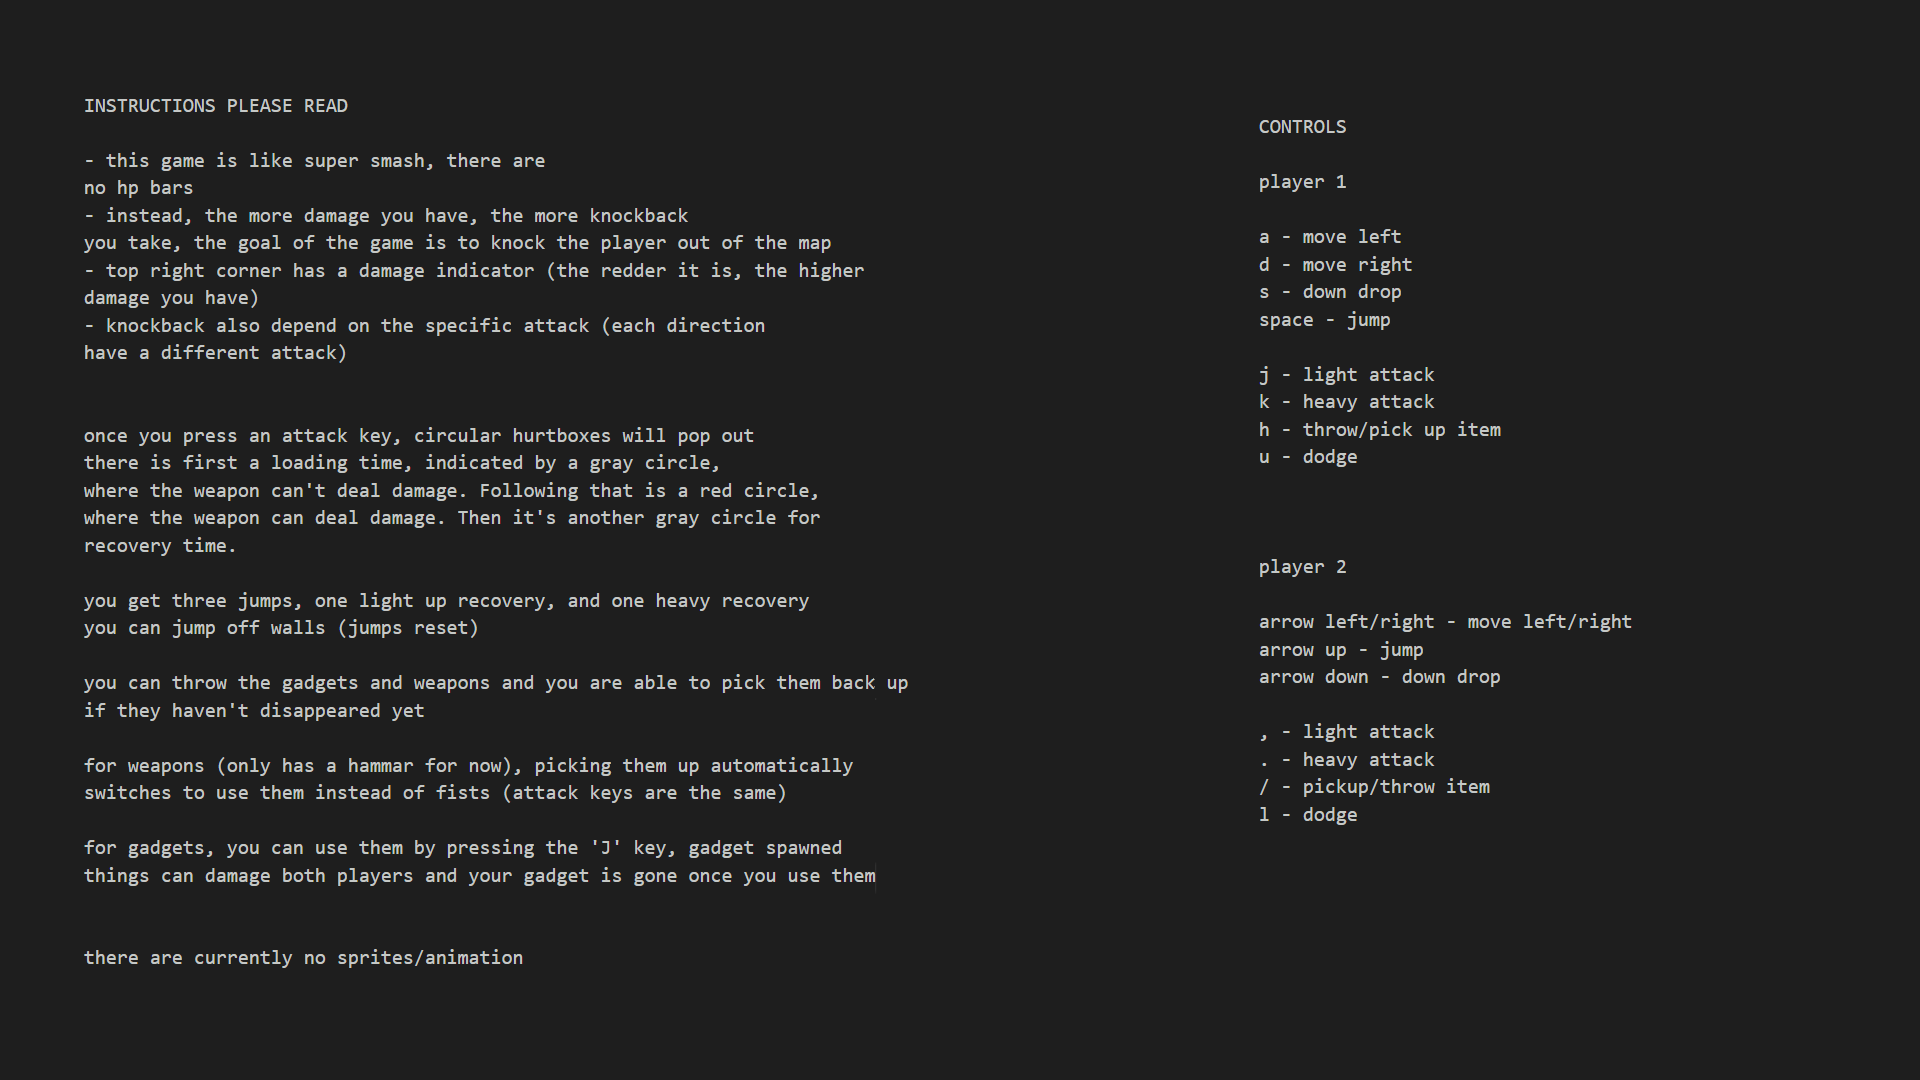 INSTRUCTIONS PLEASE READ
- this game is like super smash, there are
no hp bars
- instead, the more damage you have, the more knockback
you take, the goal of the game is to knock the player out of the map
- top right corner has a damage indicator (the redder it is, the higher
damage you have)
- knockback also depend on the specific attack (each direction
have a different attack)
once you press an attack key, circular hurtboxes will pop out
there is first a loading time, indicated by a gray circle,
where the weapon can't deal damage. Following that is a red circle,
where the weapon can deal damage. Then it's another gray circle for
recovery time.
you get three jumps, one light up recovery, and one heavy recovery
you can jump off walls (jumps reset)
you can throw the gadgets and weapons and you are able to pick them back up
if they haven't disappeared yet
for weapons (only has a hammar for now), picking them up automatically
switches to use them instead of fists (attack keys are the same)
for gadgets, you can use them by pressing the 'J' key, gadget spawned
things can damage both players and your gadget is gone once you use them
there are currently no sprites/animation
CONTROLS
player 1
a - move left
d - move right
s - down drop
space - jump
j - light attack
k - heavy attack
h - throw/pick up item
u - dodge
player 2
arrow left/right - move left/right
arrow up - jump
arrow down - down drop
, - light attack
. - heavy attack
/ - pickup/throw item
l - dodge